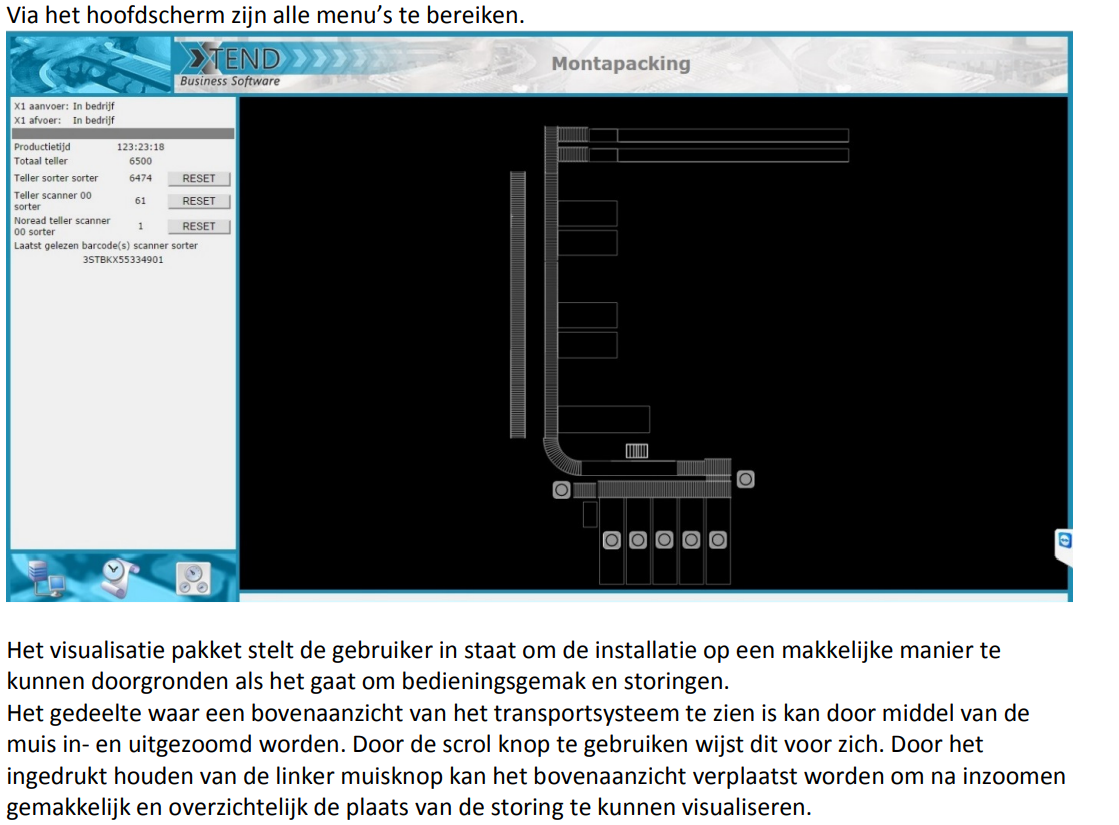 Via het hoofdscherm zijn alle menu’s te bereiken.
XTEND
Business Software
Montapacking
X1 aanvoer: In bedrijf
X1 afvoer: In bedrijf
Productietijd 123:23:18
Totaal teller 6500
Teller sorter sorter 6474 RESET
Teller scanner 00
sorter 61 RESET
Noread teller scanner
00 sorter 1 RESET
Laatst gelezen barcode(s) scanner sorter
3STBKX55334901
Het visualisatie pakket stelt de gebruiker in staat om de installatie op een makkelijke manier te
kunnen doorgronden als het gaat om bedieningsgemak en storingen.
Het gedeelte waar een bovenaanzicht van het transportsysteem te zien is kan door middel van de
muis in- en uitgezoomd worden. Door de scrol knop te gebruiken wijst dit voor zich. Door het
ingedrukt houden van de linker muisknop kan het bovenaanzicht verplaatst worden om na inzoomen
gemakkelijk en overzichtelijk de plaats van de storing te kunnen visualiseren.